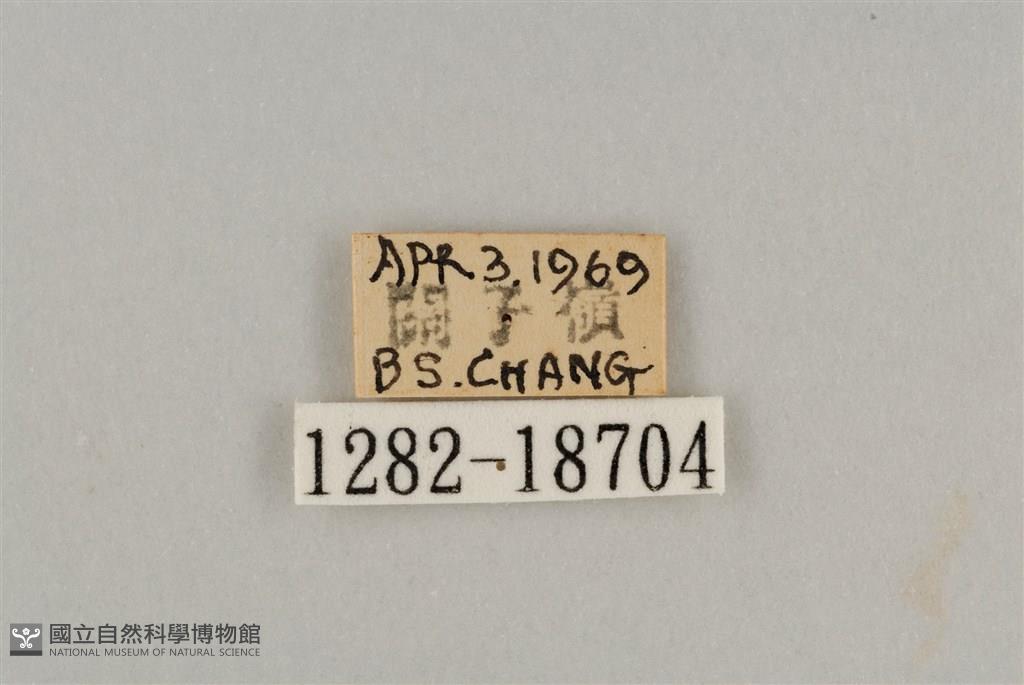 APR.3.1969
關子嶺
B S. CHANG
1282-18704
國立自然科學博物館
NATIONAL MUSEUM OF NATURAL SCIENCE